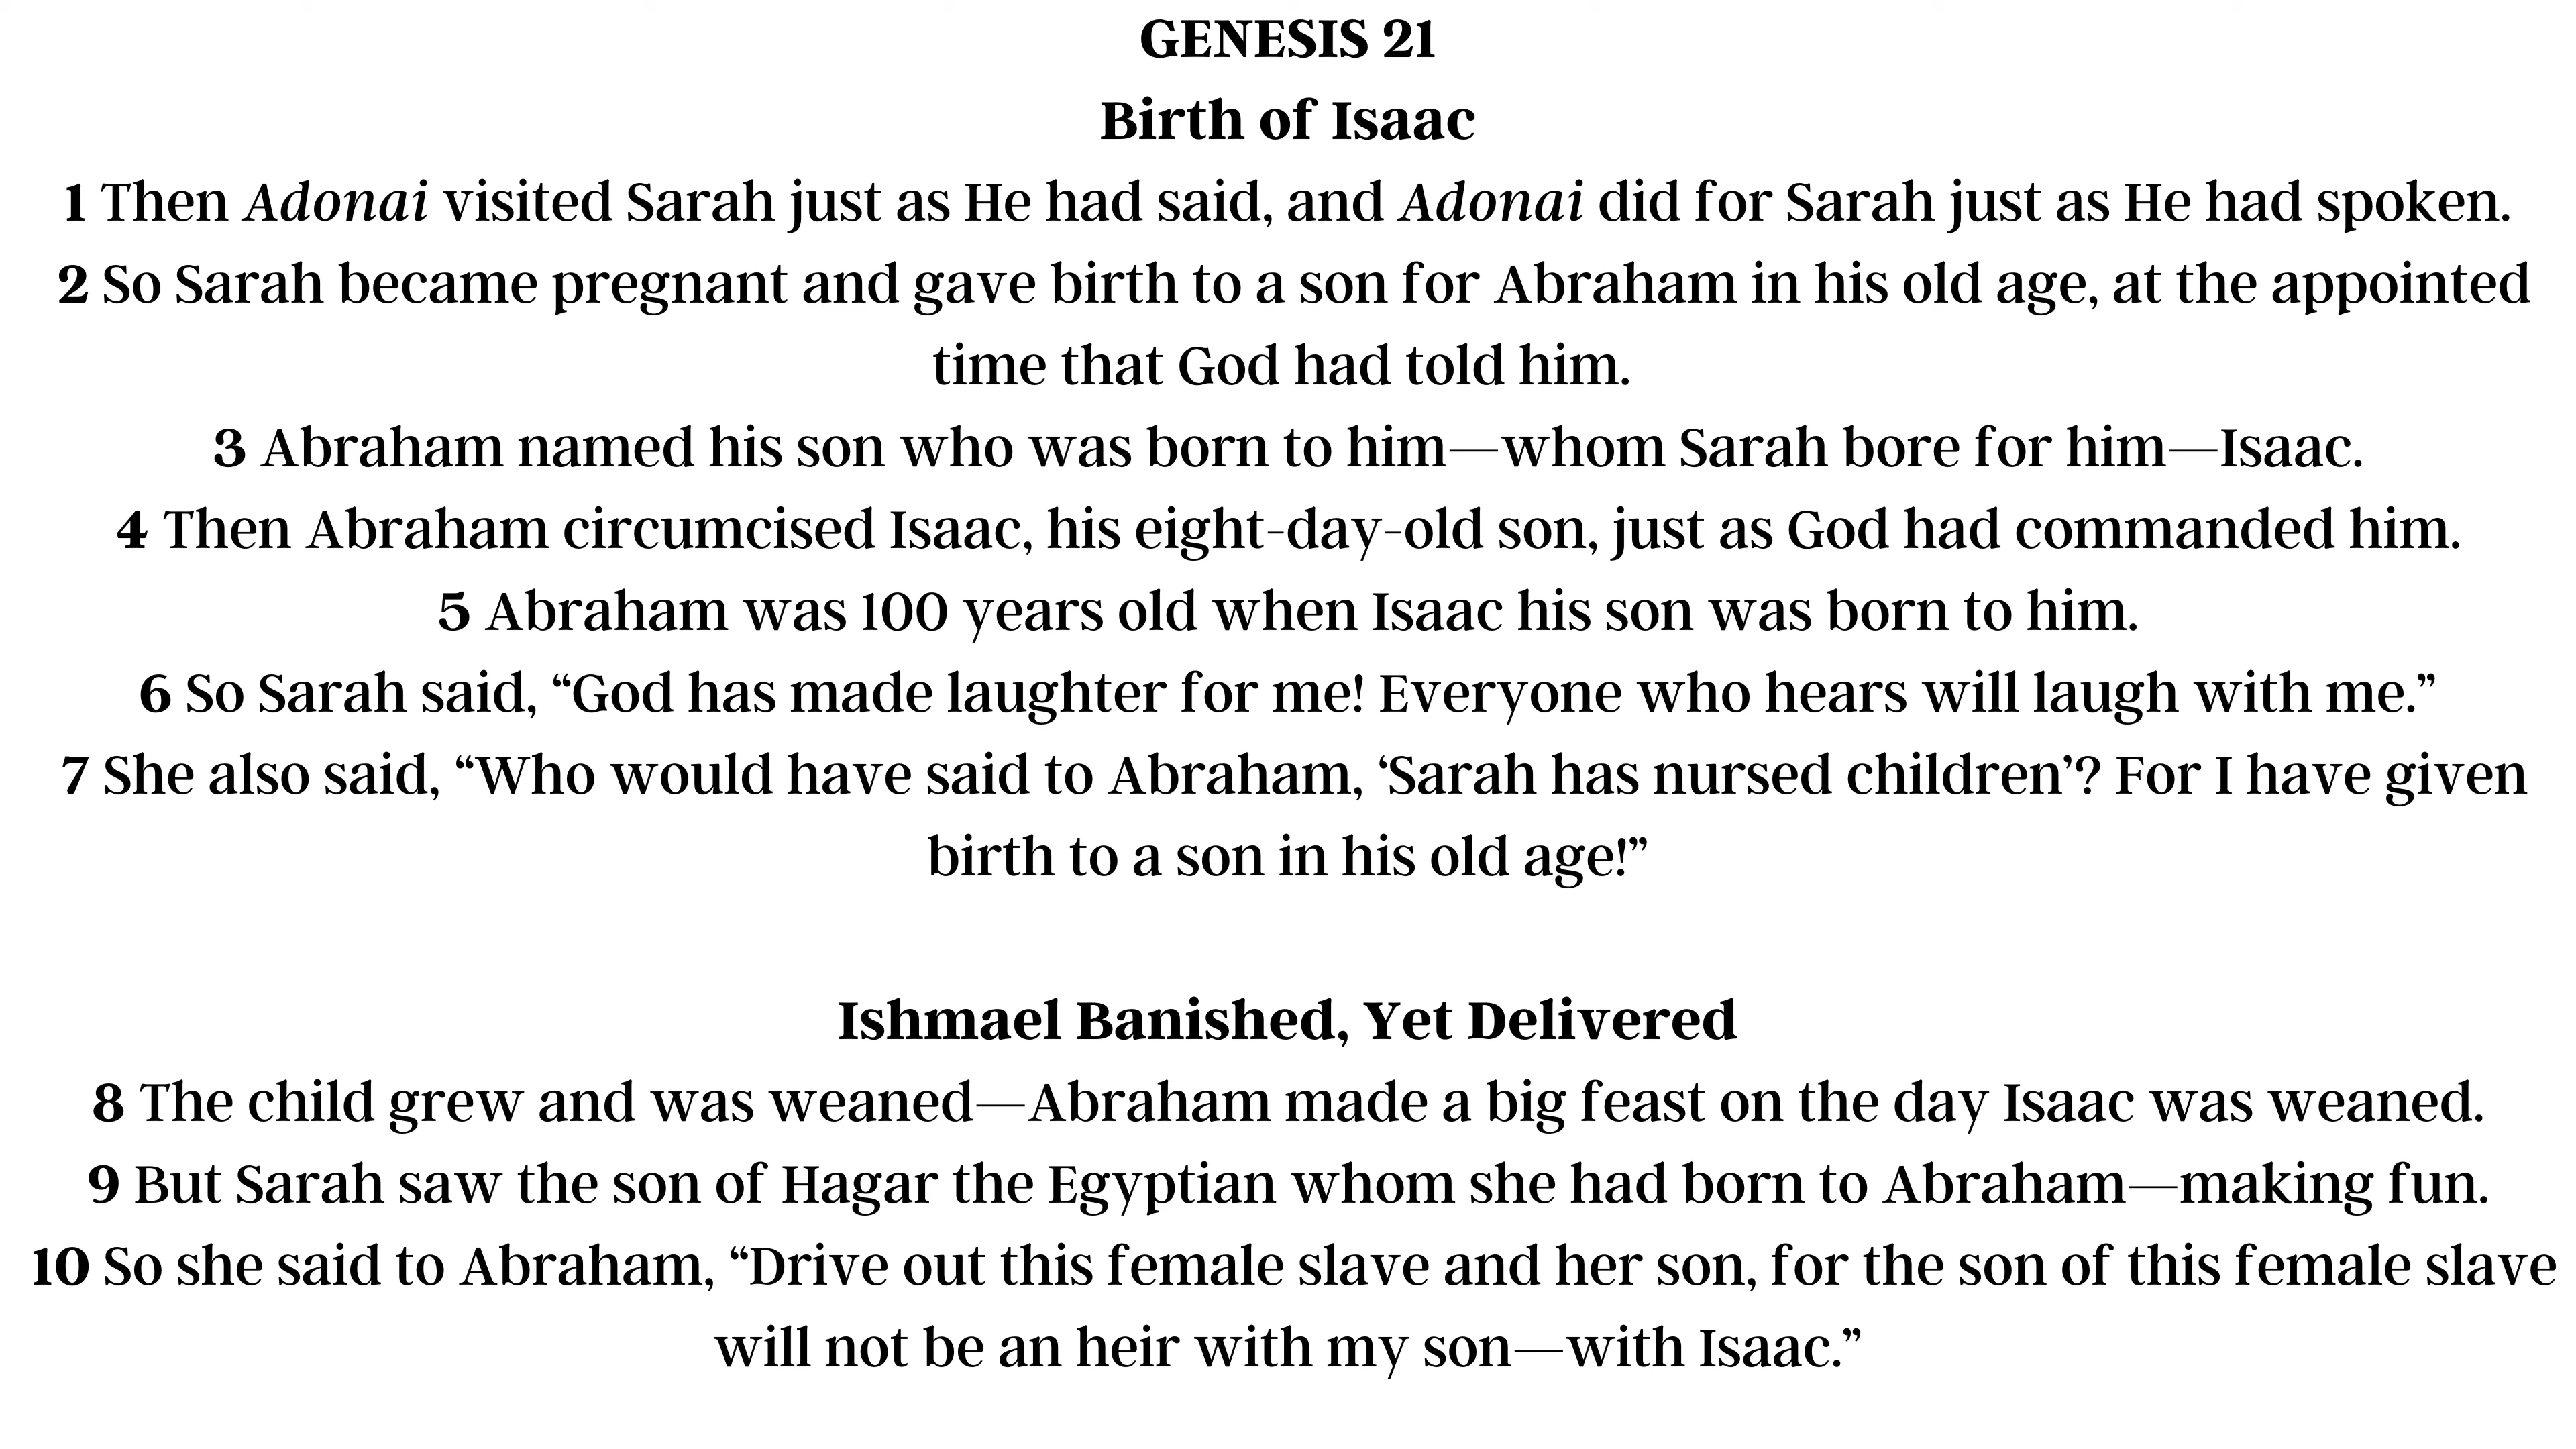 GENESIS 21
Birth of Isaac
1 Then Adonai visited Sarah just as He had said, and Adonai did for Sarah just as He had spoken.
2 So Sarah became pregnant and gave birth to a son for Abraham in his old age, at the appointed
time that God had told him.
3 Abraham named his son who was born to him—whom Sarah bore for him—Isaac.
4 Then Abraham circumcised Isaac, his eight-day-old son, just as God had commanded him.
5 Abraham was 100 years old when Isaac his son was born to him.
6 So Sarah said, “God has made laughter for me! Everyone who hears will laugh with me.”
7 She also said, “Who would have said to Abraham, ‘Sarah has nursed children’? For I have given
birth to a son in his old age!”
Ishmael Banished, Yet Delivered
8 The child grew and was weaned—Abraham made a big feast on the day Isaac was weaned.
9 But Sarah saw the son of Hagar the Egyptian whom she had born to Abraham—making fun.
10 So she said to Abraham, “Drive out this female slave and her son, for the son of this female slave
will not be an heir with my son—with Isaac.”